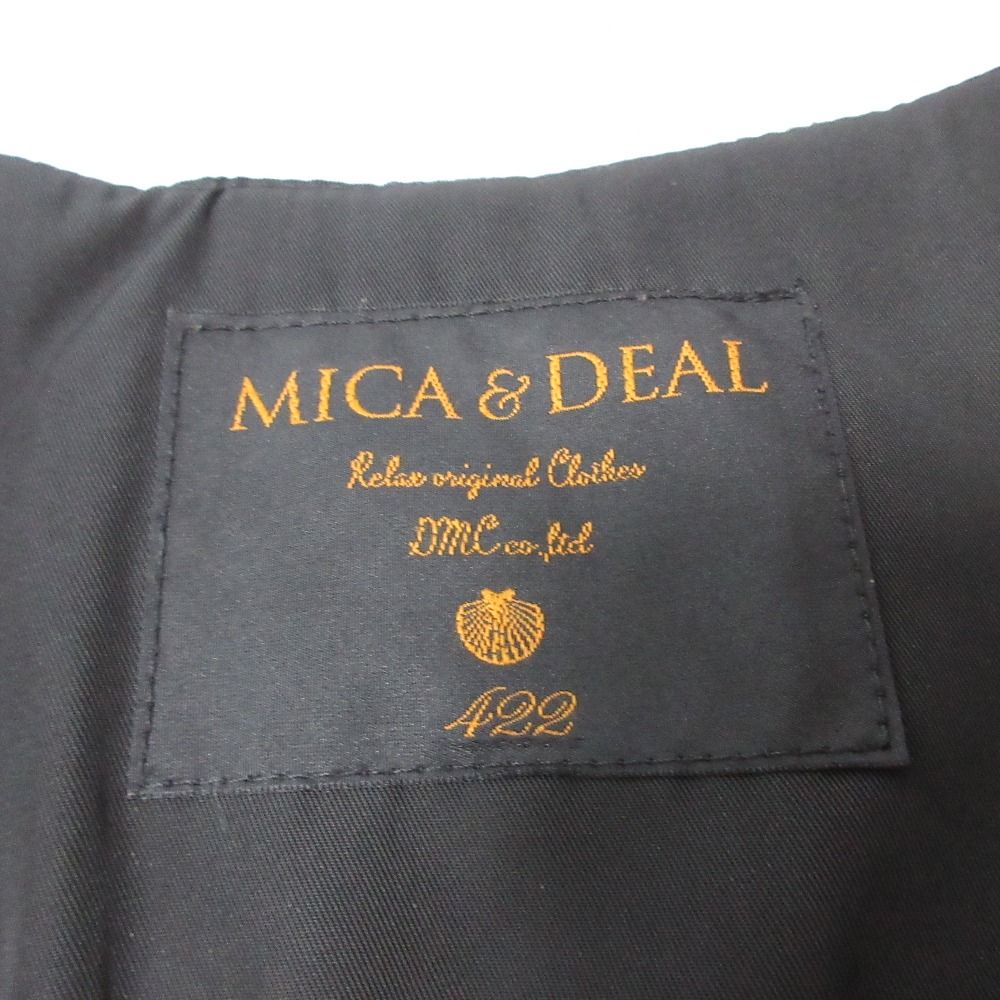 MICA & DEAL
Relax original Clothes
DMC co.,ltd
422